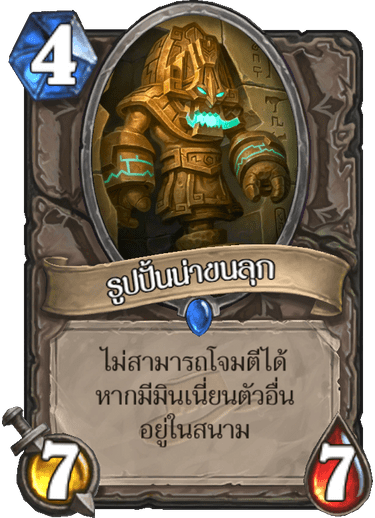 4
รูปปั้นน่าขนลุก
ไม่สามารถโจมตีได้
หากมีมินเนี่ยนตัวอื่น
อยู่ในสนาม
7
7